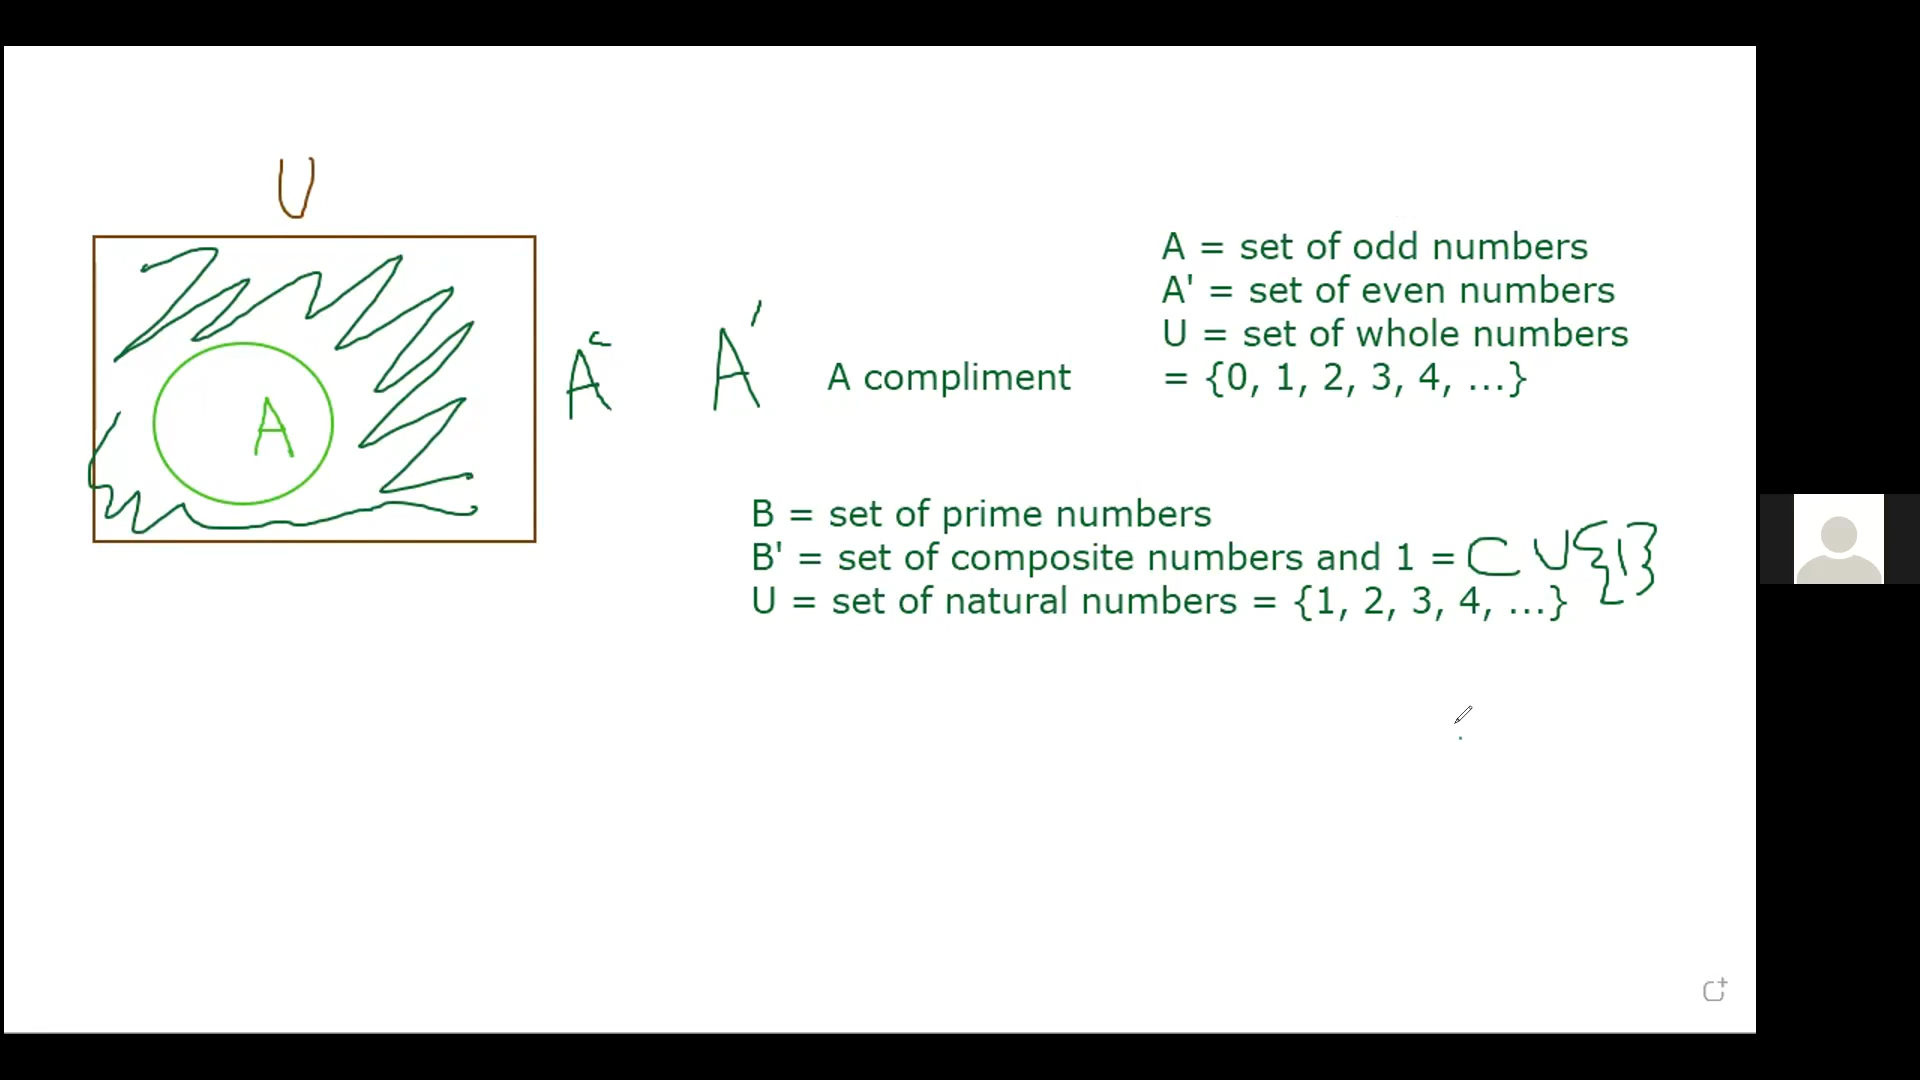 U
A
Aᶜ A' A compliment
A = set of odd numbers
A' = set of even numbers
U = set of whole numbers
= {0, 1, 2, 3, 4, ...}
B = set of prime numbers
B' = set of composite numbers and 1 = C U {1}
U = set of natural numbers = {1, 2, 3, 4, ...}